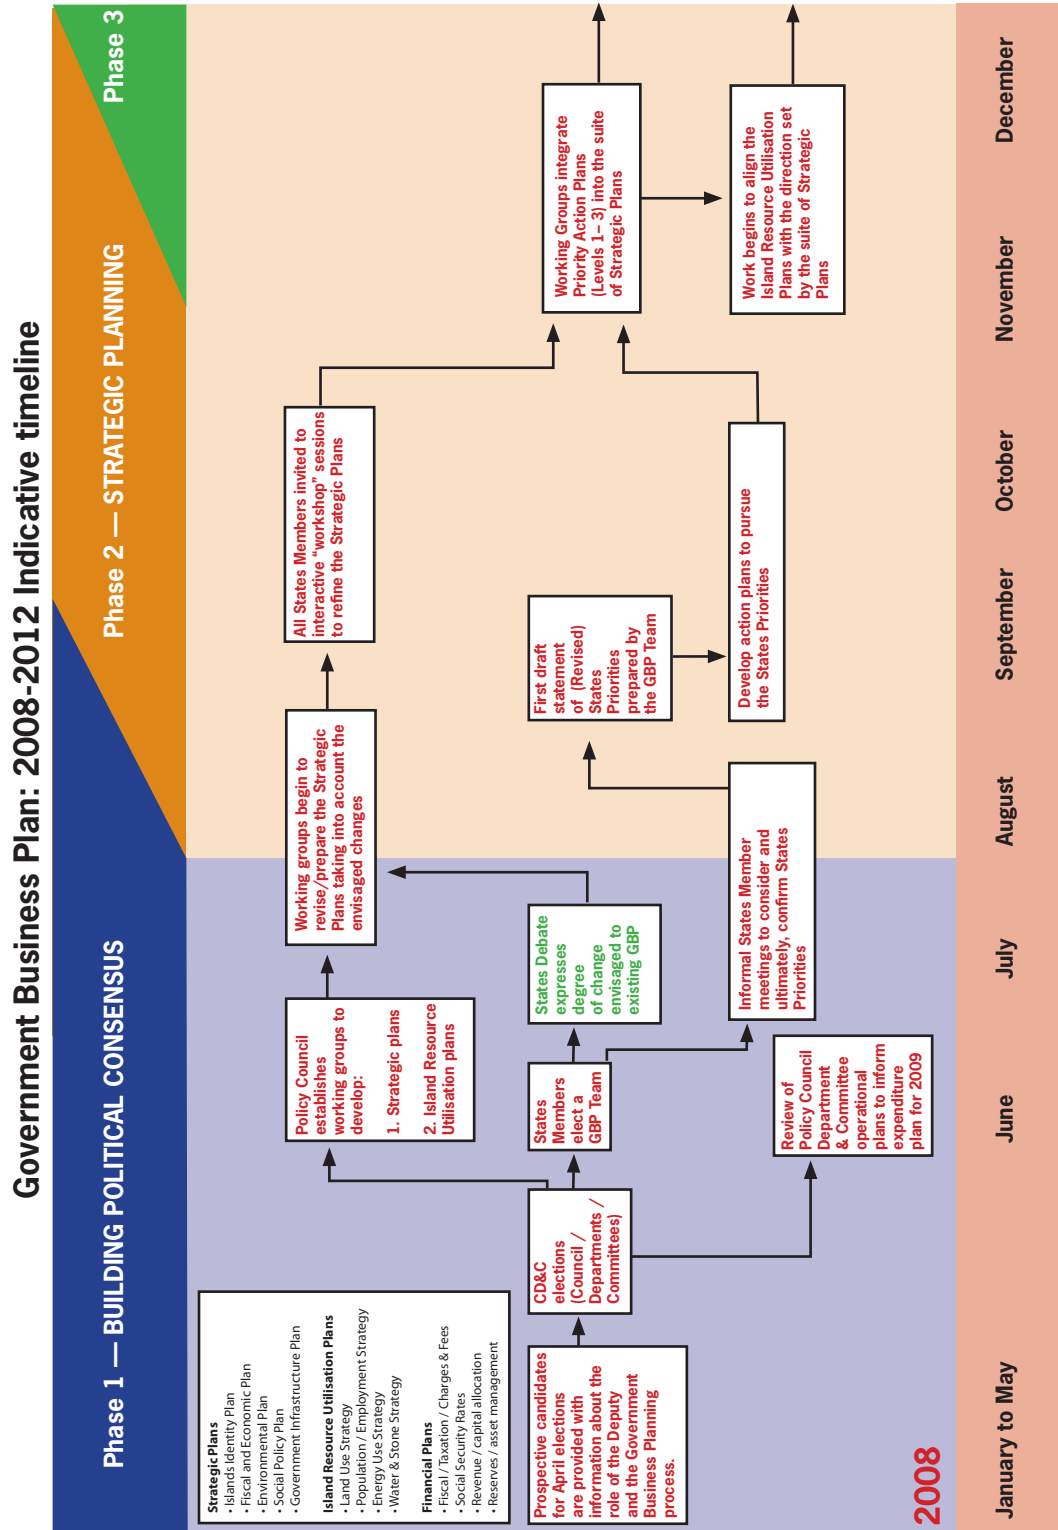 Government Business Plan: 2008-2012 Indicative timeline
Phase 1 — BUILDING POLITICAL CONSENSUS
Phase 2 — STRATEGIC PLANNING
Phase 3
Strategic Plans
• Islands Identity Plan
• Fiscal and Economic Plan
• Environmental Plan
• Social Policy Plan
• Government Infrastructure Plan
Island Resource Utilisation Plans
• Land Use Strategy
• Population / Employment Strategy
• Energy Use Strategy
• Water & Stone Strategy
Financial Plans
• Fiscal / Taxation / Charges & Fees
• Social Security Rates
• Revenue / capital allocation
• Reserves / asset management
Prospective candidates
for April elections
are provided with
information about the
role of the Deputy
and the Government
Business Planning
process.
CD&C
elections
(Council /
Departments /
Committees)
Policy Council
establishes
working groups to
develop:
1. Strategic plans
2. Island Resource
Utilisation plans
States
Members
elect a
GBP Team
Review of
Policy Council
Department
& Committee
operational
plans to inform
expenditure
plan for 2009
States Debate
expresses
degree
of change
envisaged to
existing GBP
Informal States Member
meetings to consider and
ultimately, confirm States
Priorities
Working groups begin to
revise/prepare the Strategic
Plans taking into account the
envisaged changes
First draft
statement
of (Revised)
States
Priorities
prepared by
the GBP Team
Develop action plans to pursue
the States Priorities
All States Members invited to
interactive “workshop” sessions
to refine the Strategic Plans
Working Groups integrate
Priority Action Plans
(Levels 1– 3) into the suite
of Strategic Plans
Work begins to align the
Island Resource Utilisation
Plans with the direction set
by the suite of Strategic
Plans
2008
January to May
June
July
August
September
October
November
December